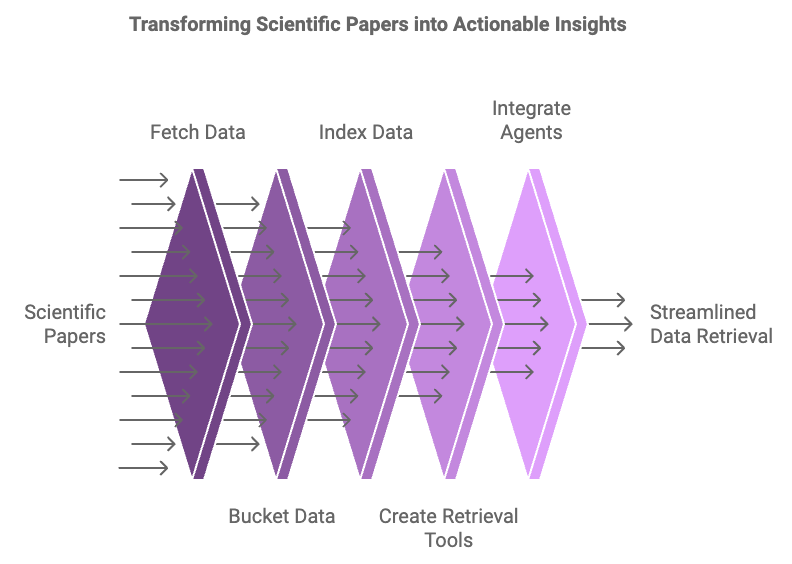 Transforming Scientific Papers into Actionable Insights
Integrate
Agents
Fetch Data
Index Data
Scientific
Papers
Streamlined
Data Retrieval
Bucket Data
Create Retrieval
Tools